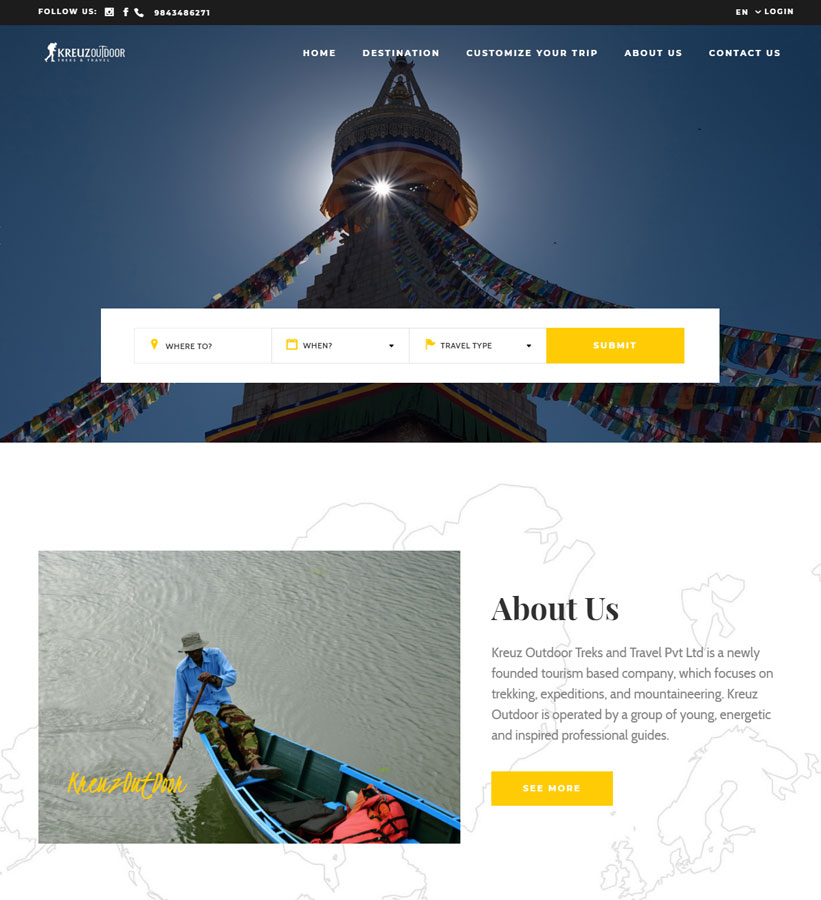 FOLLOW US: 9843486271 EN LOGIN
KREUZOUTDOOR
TREKS & TRAVEL
HOME DESTINATION CUSTOMIZE YOUR TRIP ABOUT US CONTACT US
WHERE TO? WHEN? TRAVEL TYPE SUBMIT
About Us
Kreuz Outdoor Treks and Travel Pvt Ltd is a newly
founded tourism based company, which focuses on
trekking, expeditions, and mountaineering. Kreuz
Outdoor is operated by a group of young, energetic
and inspired professional guides.
KreuzOutDoor
SEE MORE